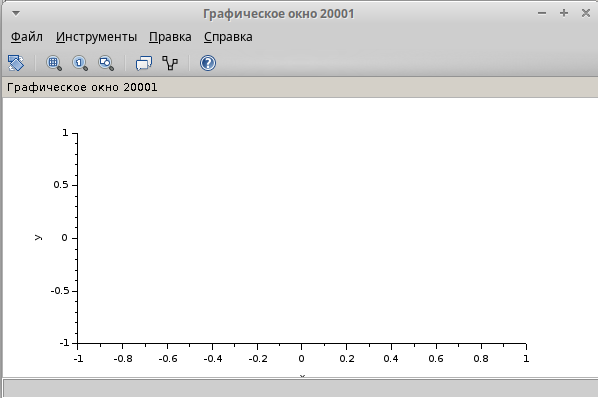 Графическое окно 20001
Файл Инструменты Правка Справка
Графическое окно 20001
1
0.5
y
0
-0.5
-1
-1 -0.8 -0.6 -0.4 -0.2 0 0.2 0.4 0.6 0.8 1